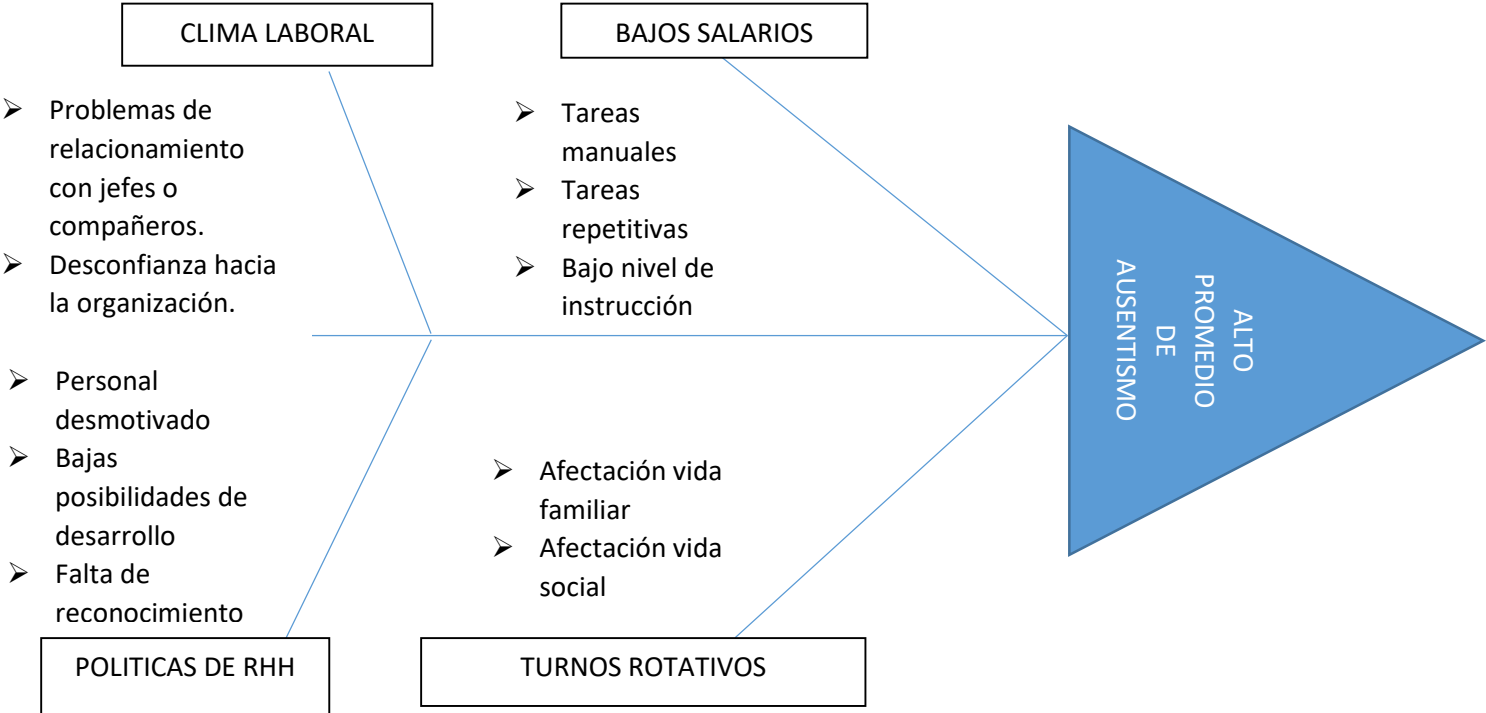 CLIMA LABORAL
BAJOS SALARIOS
Problemas de
relacionamiento
con jefes o
compañeros.
Desconfianza hacia
la organización.
Tareas
manuales
Tareas
repetitivas
Bajo nivel de
instrucción
ALTO
PROMEDIO
DE
AUSENTISMO
Personal
desmotivado
Bajas
posibilidades de
desarrollo
Falta de
reconocimiento
Afectación vida
familiar
Afectación vida
social
POLITICAS DE RHH
TURNOS ROTATIVOS